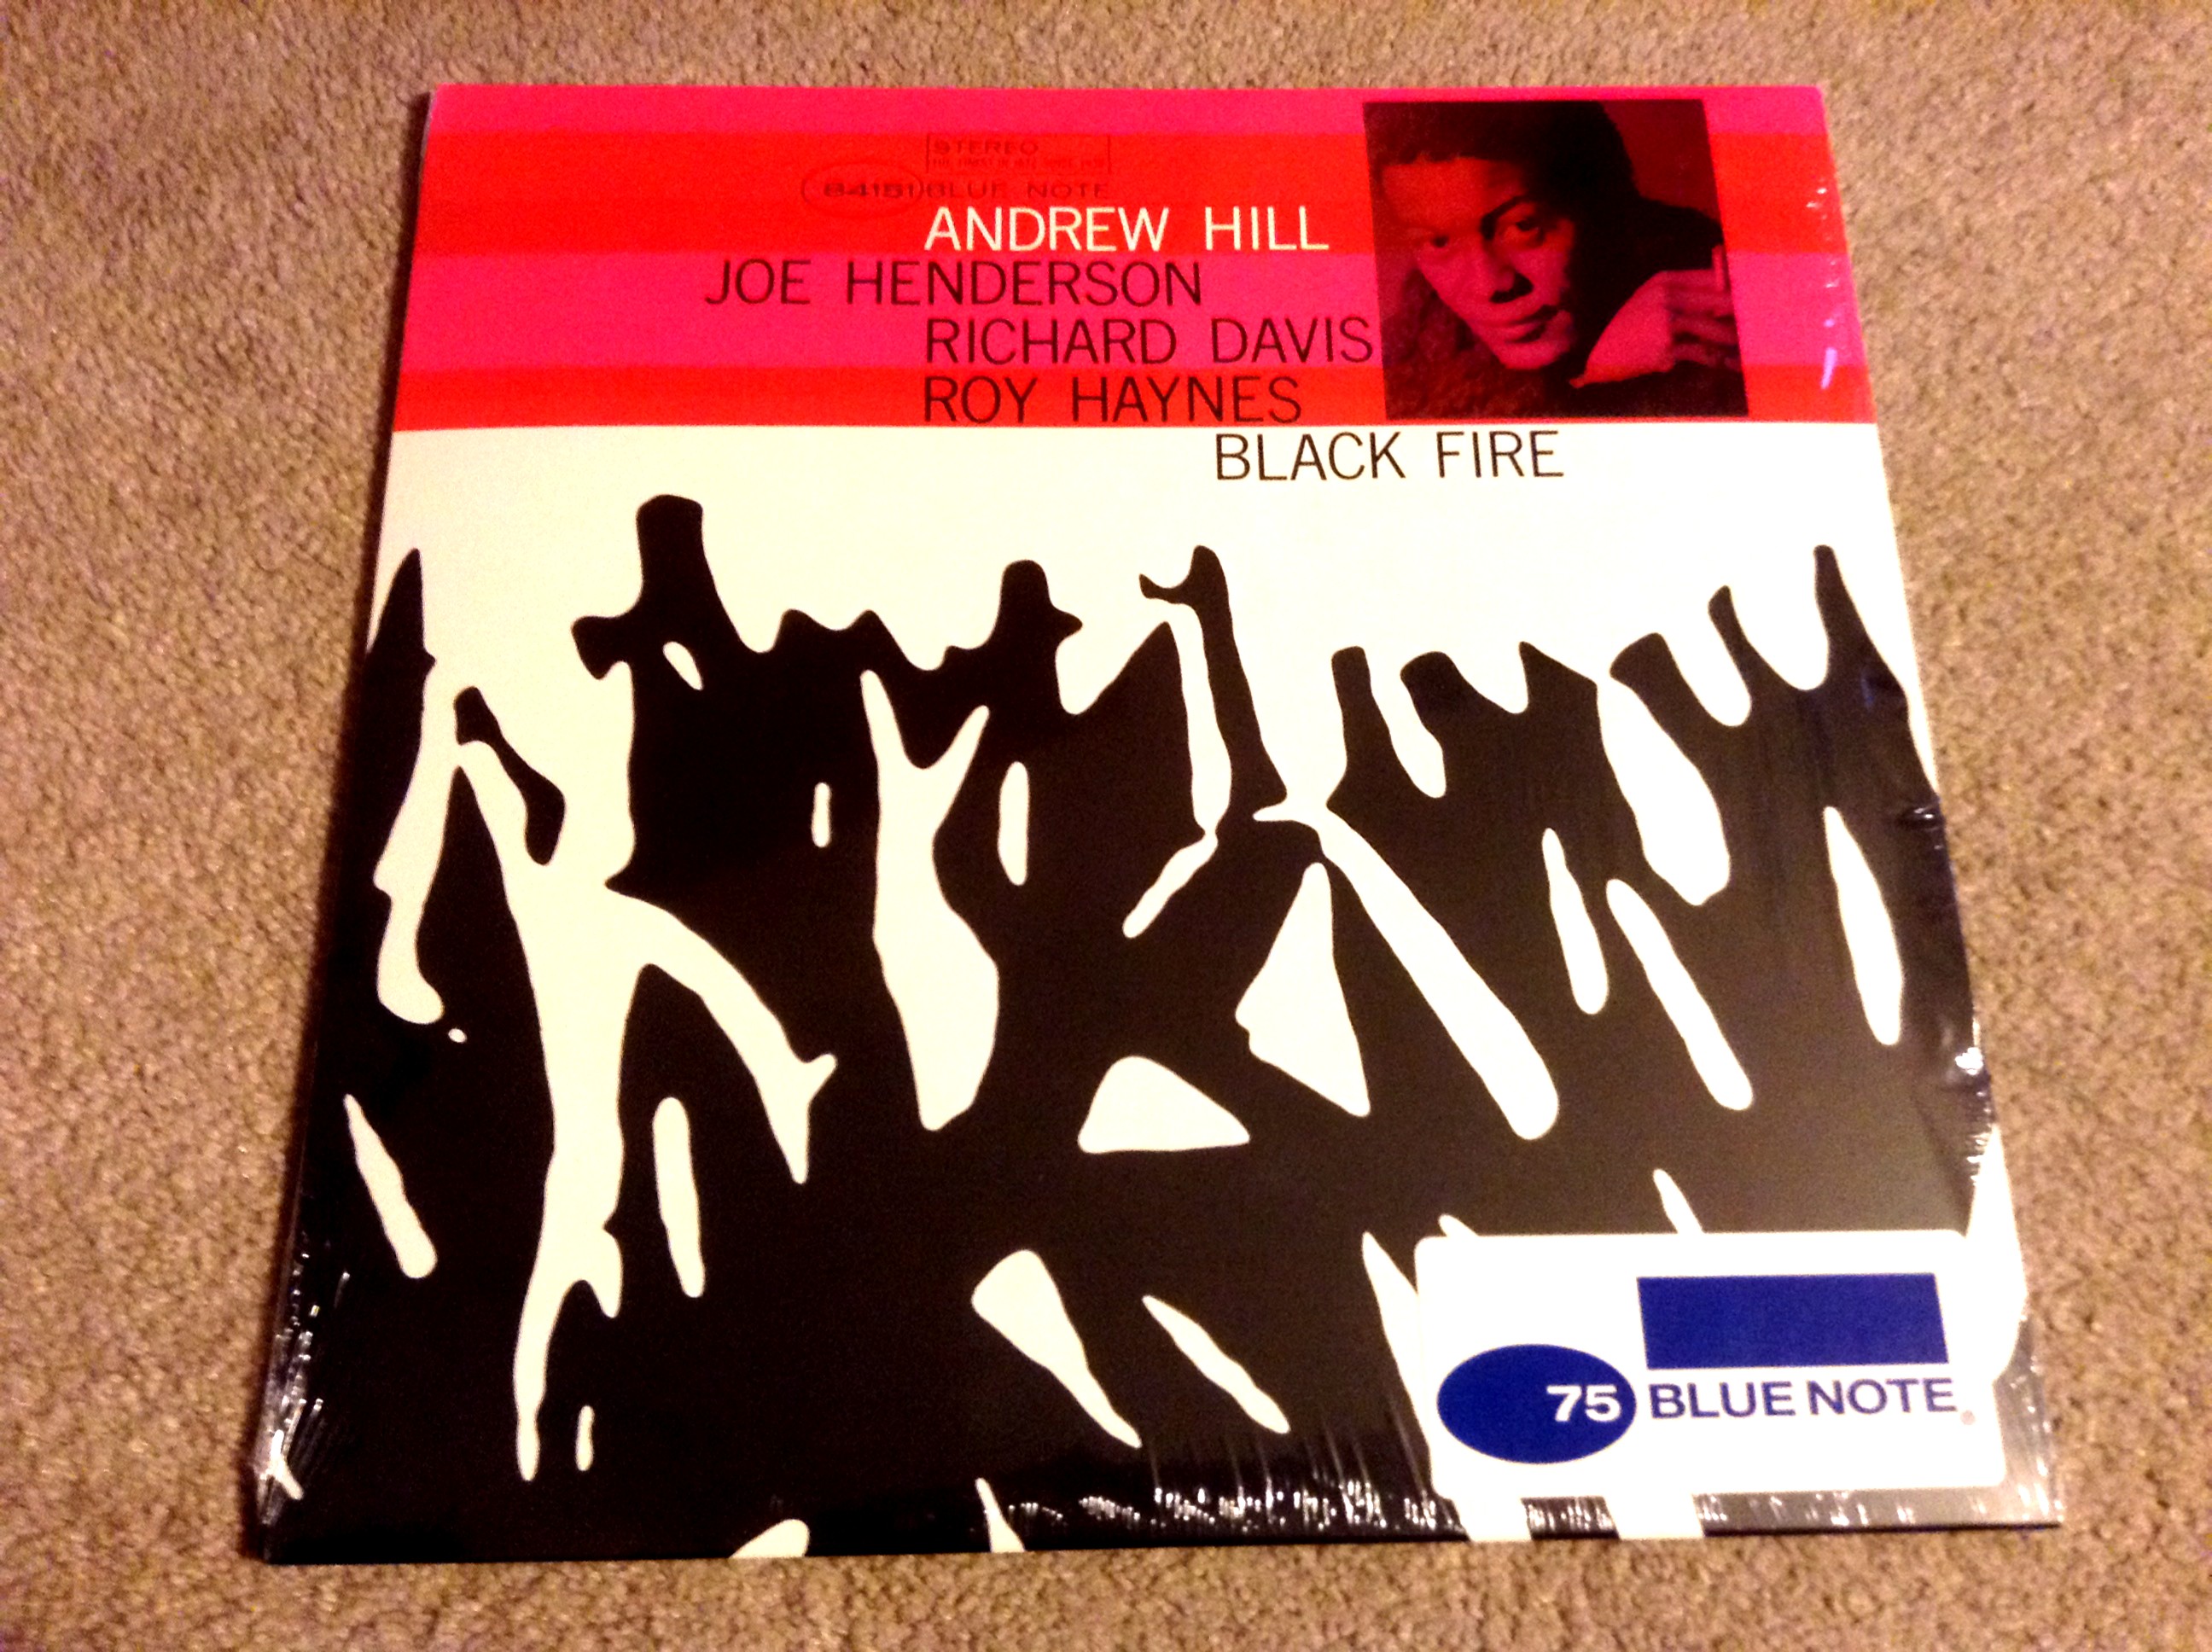 STEREO
84151 BLUE NOTE
ANDREW HILL
JOE HENDERSON
RICHARD DAVIS
ROY HAYNES
BLACK FIRE
75 BLUE NOTE